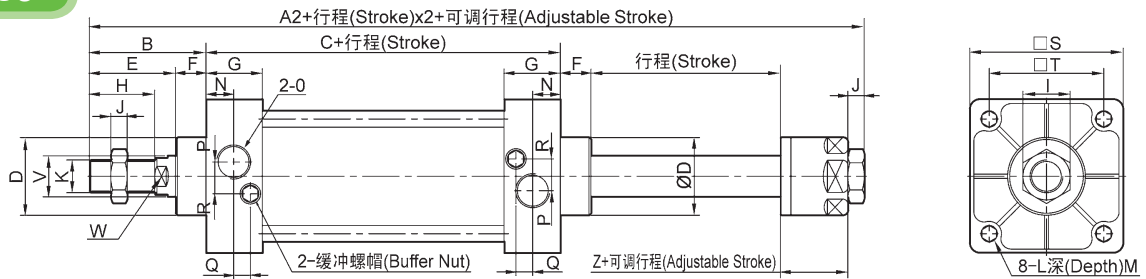 A2+行程(Stroke)x2+可调行程(Adjustable Stroke)
B
C+行程(Stroke)
E
F
G
G
F
行程(Stroke)
H
N
2-0
N
J
J
P
R
D
V
K
ØD
R
P
W
Q
2-缓冲螺帽(Buffer Nut)
Q
Z+可调行程(Adjustable Stroke)
□S
□T
I
8-L深(Depth)M